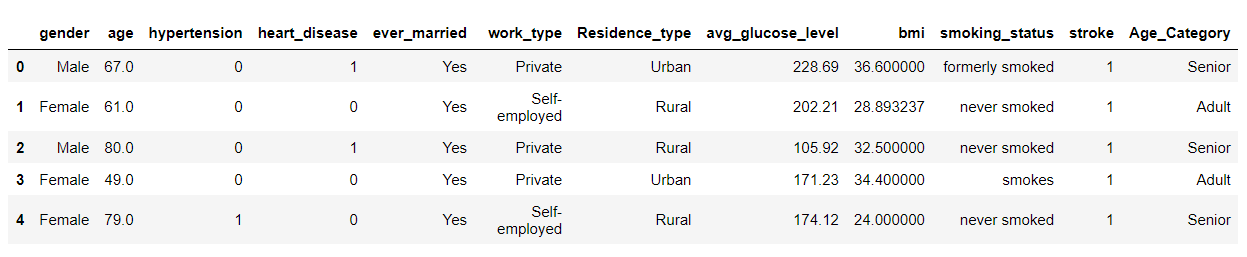 gender age hypertension heart_disease ever_married work_type Residence_type avg_glucose_level bmi smoking_status stroke Age_Category
0 Male 67.0 0 1 Yes Private Urban 228.69 36.600000 formerly smoked 1 Senior
1 Female 61.0 0 0 Yes Self-employed Rural 202.21 28.893237 never smoked 1 Adult
2 Male 80.0 0 1 Yes Private Rural 105.92 32.500000 never smoked 1 Senior
3 Female 49.0 0 0 Yes Private Urban 171.23 34.400000 smokes 1 Adult
4 Female 79.0 1 0 Yes Self-employed Rural 174.12 24.000000 never smoked 1 Senior